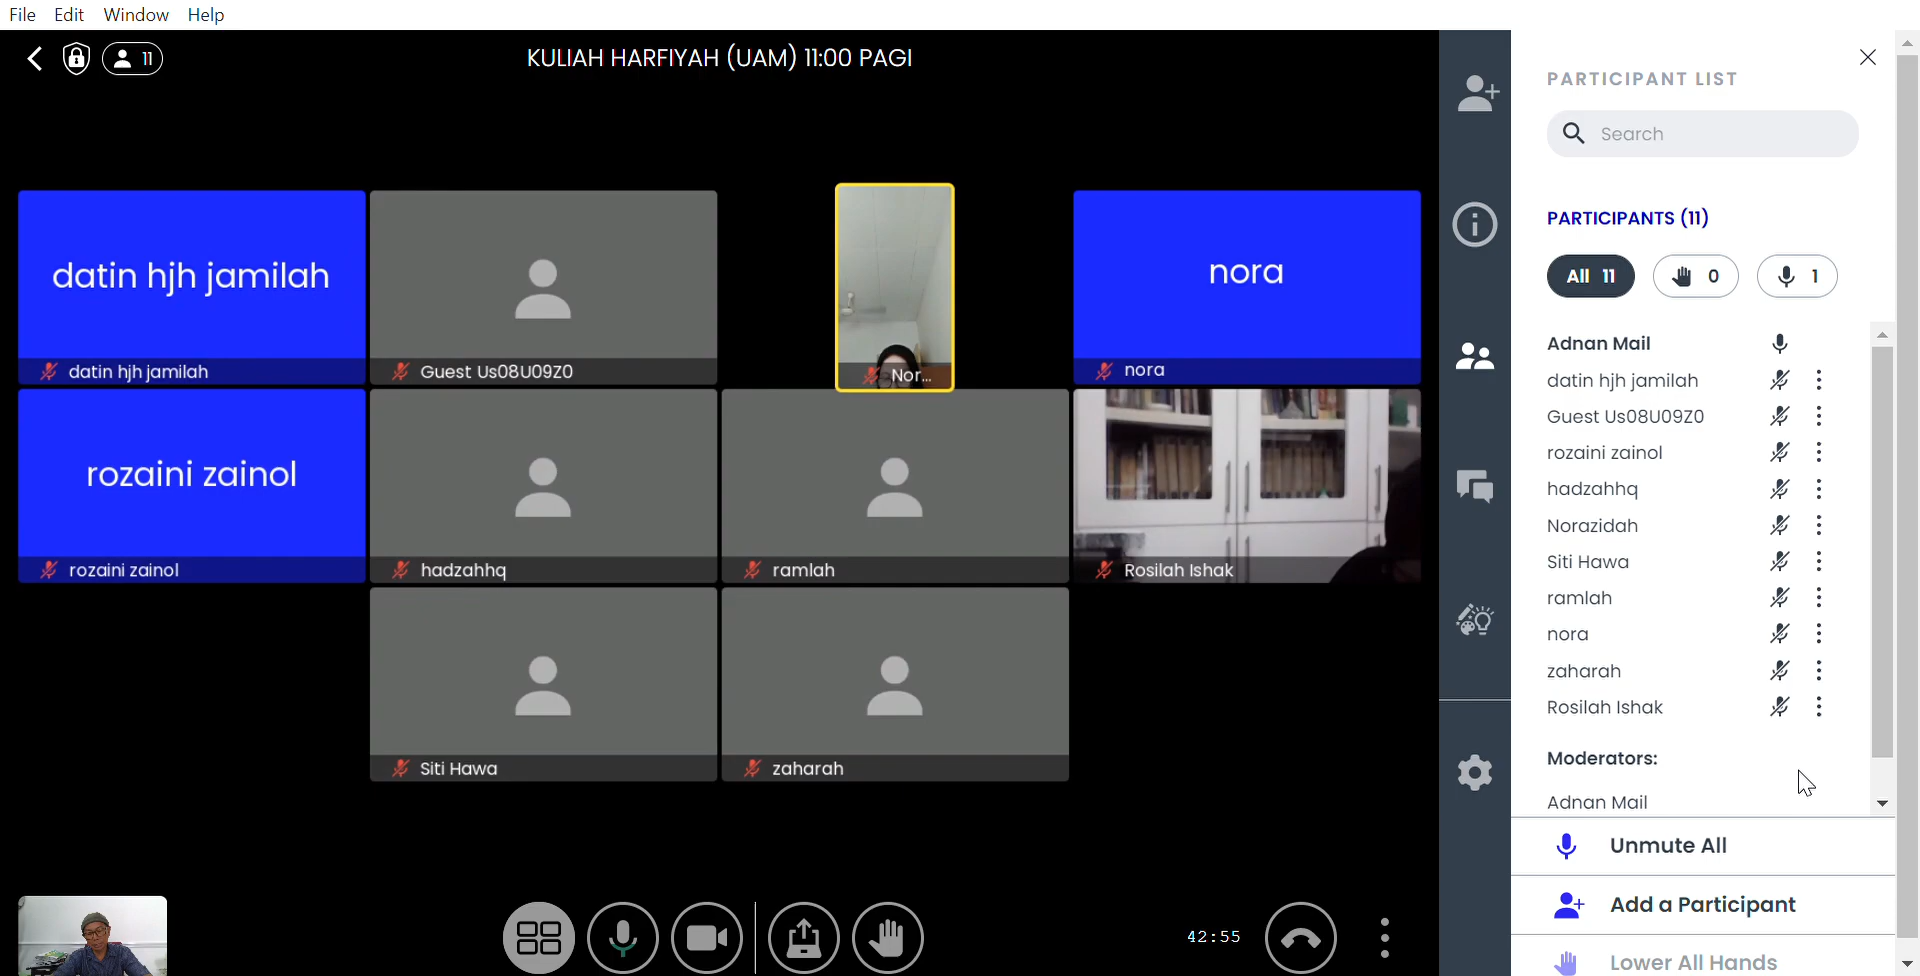 File Edit Window Help
11
KULIAH HARFIYAH (UAM) 11:00 PAGI
datin hjh jamilah
datin hjh jamilah
Guest Us08U09Z0
Nor...
nora
nora
rozaini zainol
rozaini zainol
hadzahhq
ramlah
Rosilah Ishak
Siti Hawa
zaharah
42:55
PARTICIPANT LIST
Search
PARTICIPANTS (11)
All 11 0 1
Adnan Mail
datin hjh jamilah
Guest Us08U09Z0
rozaini zainol
hadzahhq
Norazidah
Siti Hawa
ramlah
nora
zaharah
Rosilah Ishak
Moderators:
Adnan Mail
Unmute All
Add a Participant
Lower All Hands